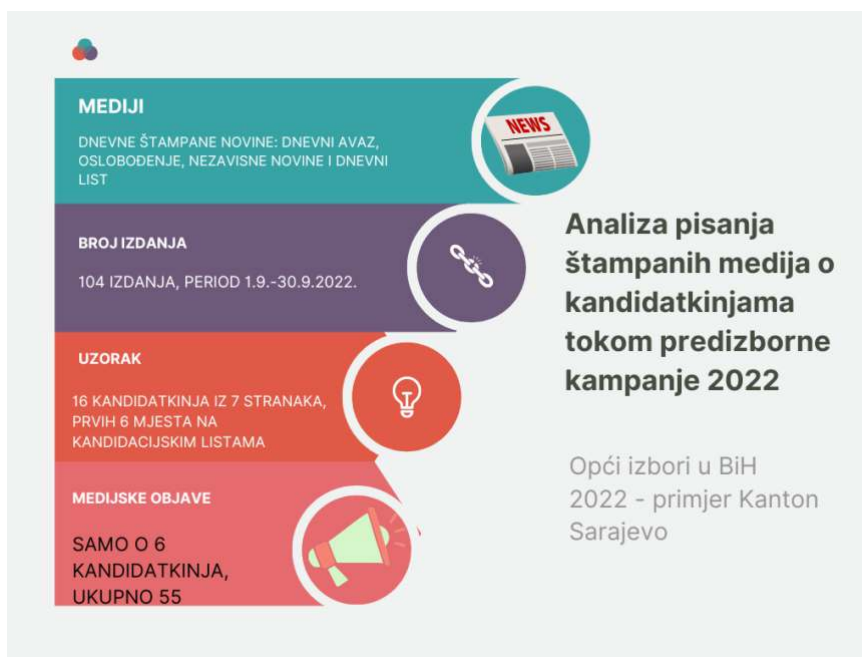 MEDIJI
DNEVNE ŠTAMPANE NOVINE: DNEVNI AVAZ,
OSLOBOĐENJE, NEZAVISNE NOVINE I DNEVNI
LIST
NEWS
BROJ IZDANJA
104 IZDANJA, PERIOD 1.9.-30.9.2022.
UZORAK
16 KANDIDATKINJA IZ 7 STRANAKA,
PRVIH 6 MJESTA NA
KANDIDACIJSKIM LISTAMA
MEDIJSKE OBJAVE
SAMO O 6
KANDIDATKINJA,
UKUPNO 55
Analiza pisanja
štampanih medija o
kandidatkinjama
tokom predizborne
kampanje 2022
Opći izbori u BiH
2022 - primjer Kanton
Sarajevo